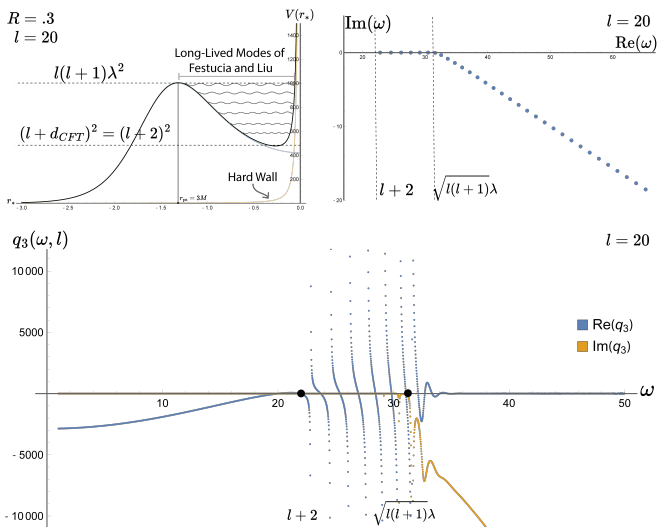 R = .3
l = 20
V(r*)
Long-Lived Modes of
Festucia and Liu
l(l+1)λ²
(l + d_CFT)² = (l+2)²
Hard Wall
r_ps = 3M
r*
-3.0
-2.5
-2.0
-1.5
-1.0
-0.5
0.0
200
400
800
1000
1200
1400
Im(ω)
l = 20
Re(ω)
0
20
30
40
50
60
-10
-20
l + 2
√l(l+1)λ
q₃(ω, l)
l = 20
10000
5000
-5000
-10000
10
20
30
40
50
ω
Re(q₃)
Im(q₃)
l + 2
√l(l+1)λ